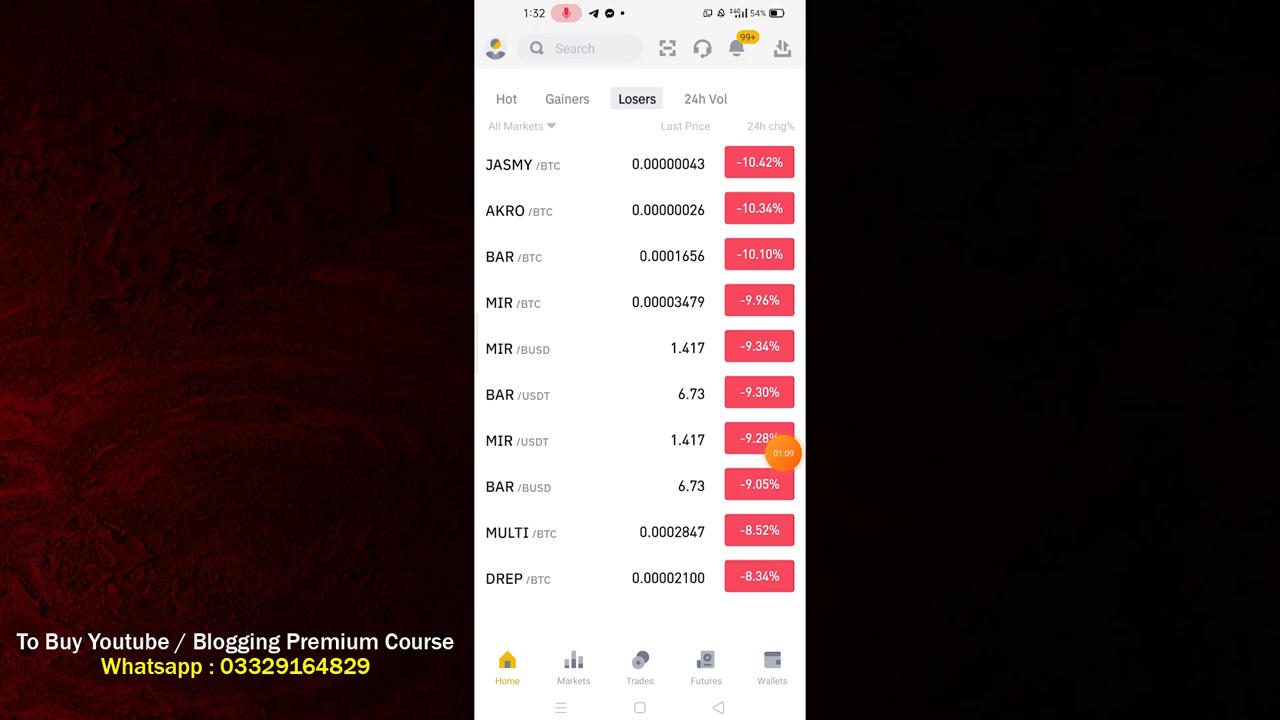 1:32
54%
Search
99+
Hot Gainers Losers 24h Vol
All Markets Last Price 24h chg%
JASMY /BTC 0.00000043 -10.42%
AKRO /BTC 0.00000026 -10.34%
BAR /BTC 0.0001656 -10.10%
MIR /BTC 0.00003479 -9.96%
MIR /BUSD 1.417 -9.34%
BAR /USDT 6.73 -9.30%
MIR /USDT 1.417 -9.28%
01:09
BAR /BUSD 6.73 -9.05%
MULTI /BTC 0.0002847 -8.52%
DREP /BTC 0.00002100 -8.34%
To Buy Youtube / Blogging Premium Course
Whatsapp : 03329164829
Home Markets Trades Futures Wallets